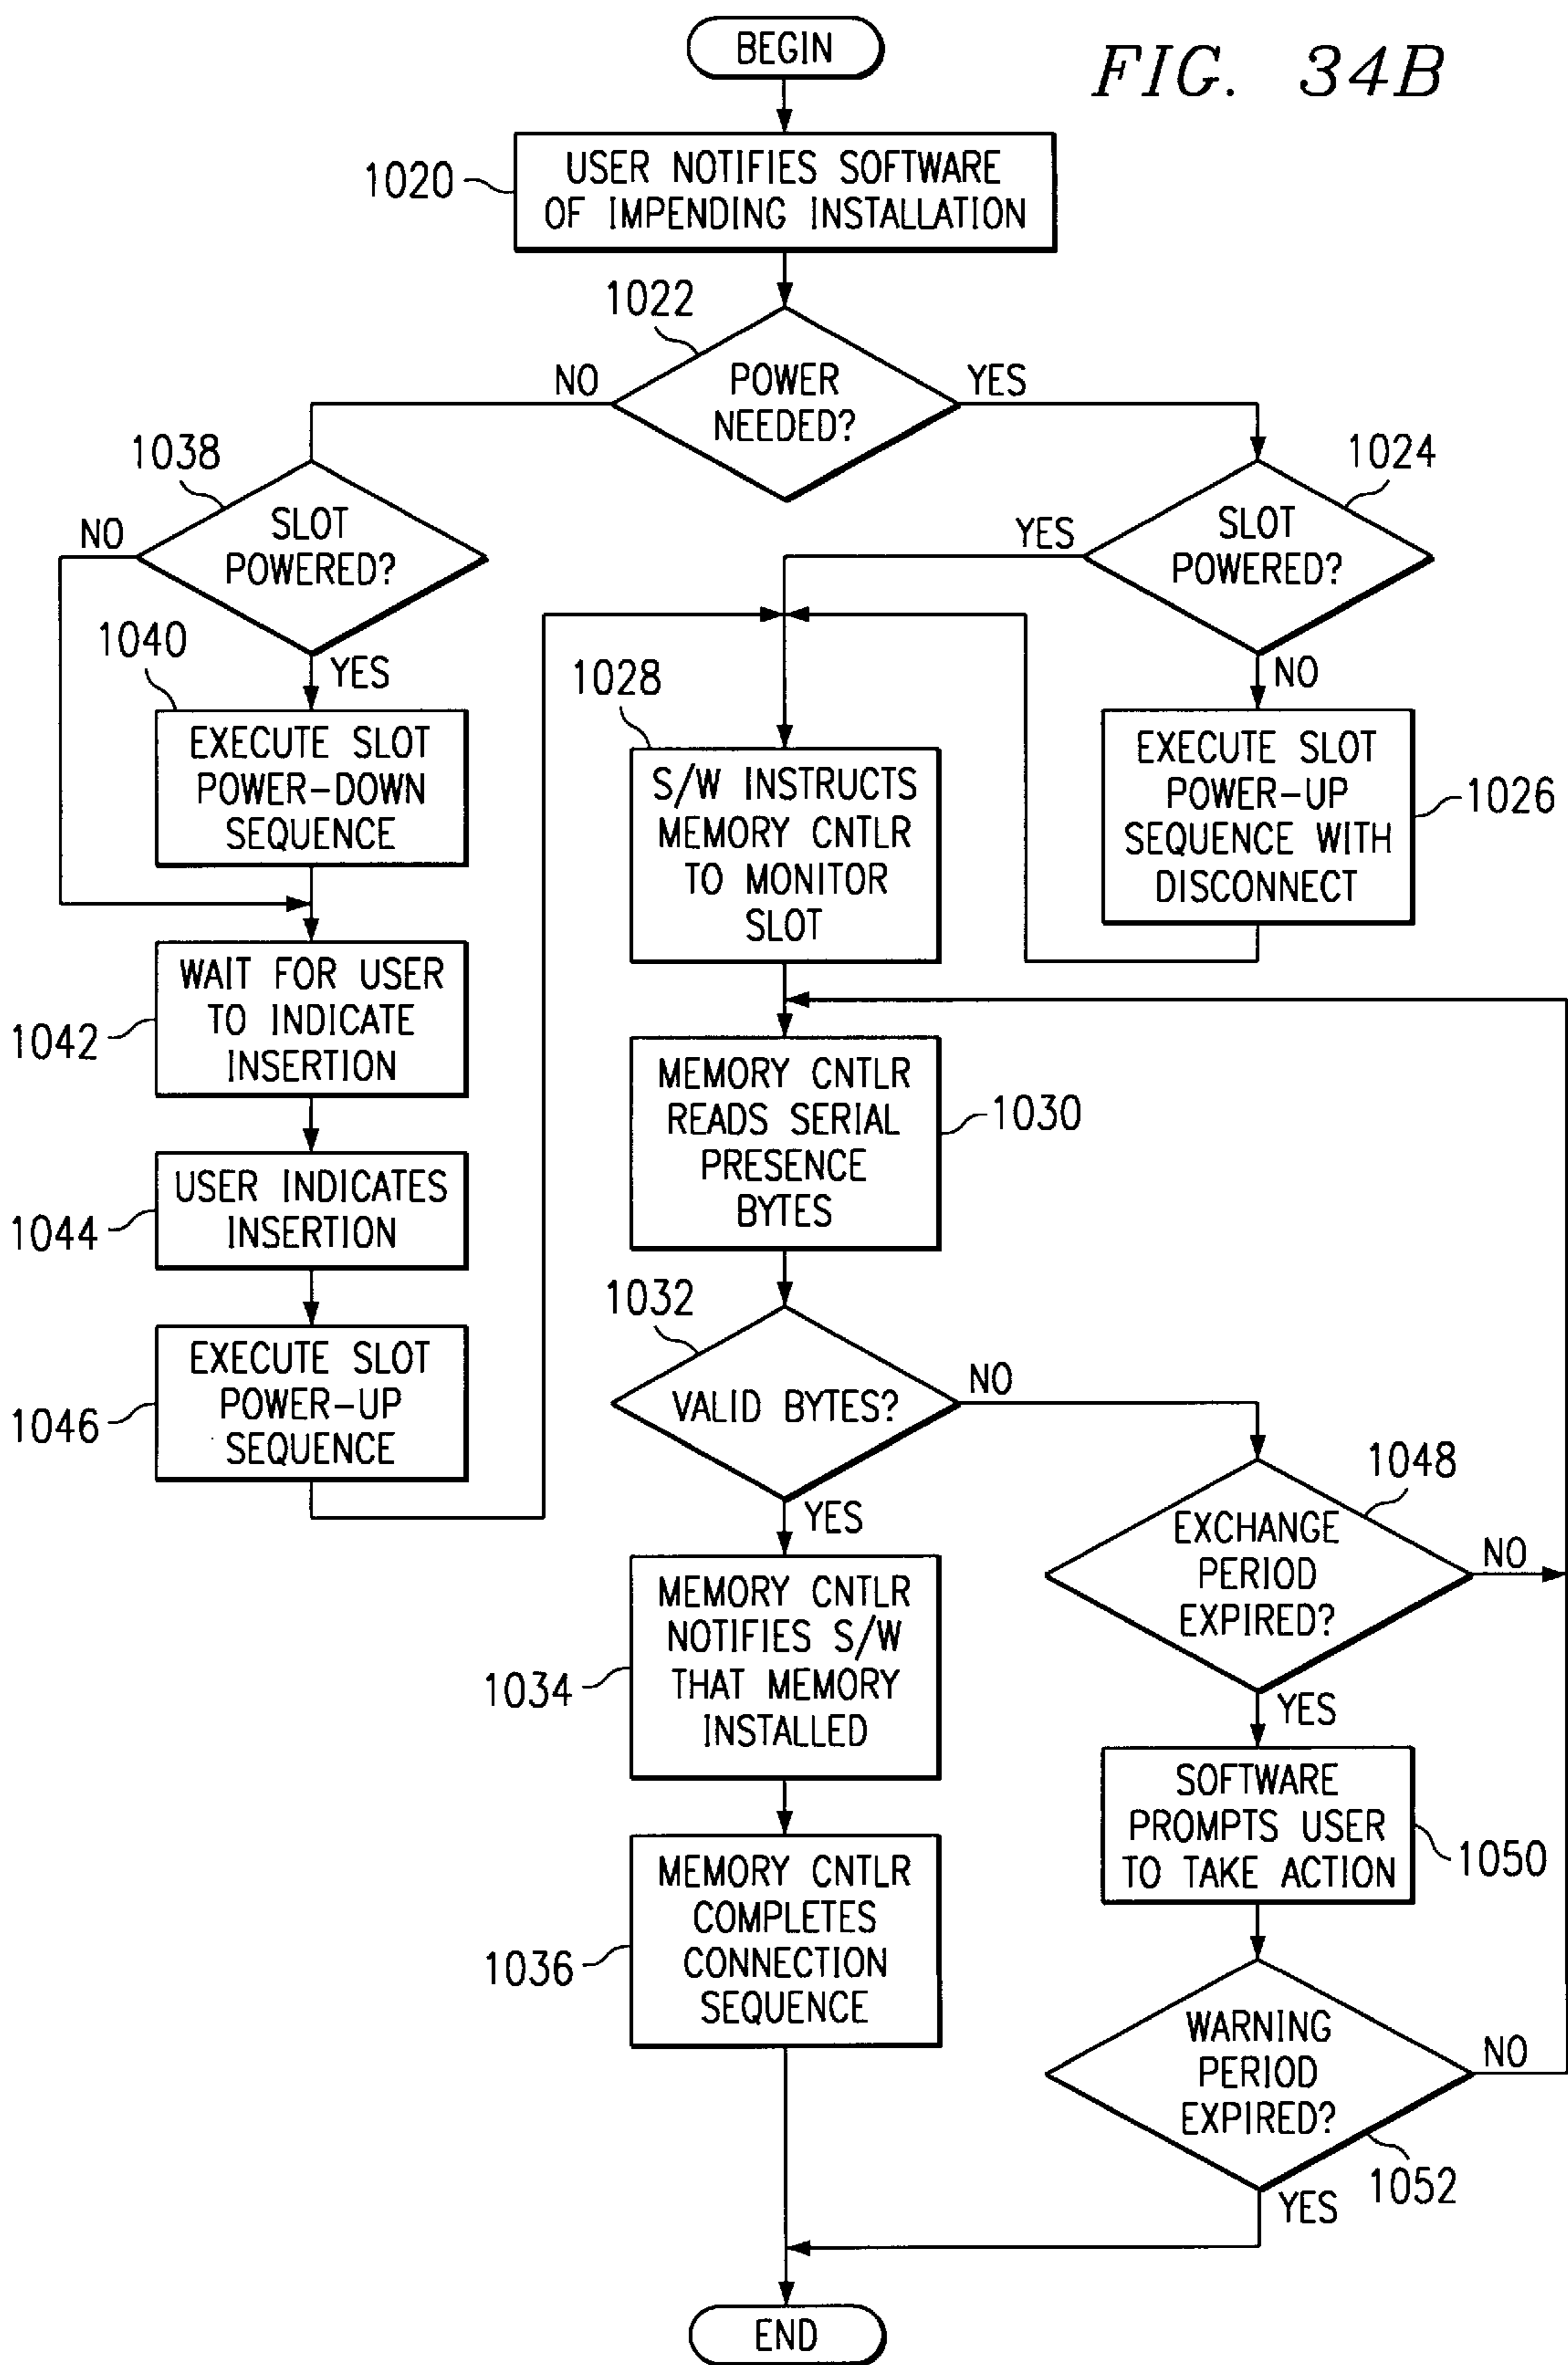 BEGIN
FIG. 34B
1020
USER NOTIFIES SOFTWARE
OF IMPENDING INSTALLATION
1022
NO
POWER
NEEDED?
YES
1038
SLOT
POWERED?
NO
YES
1024
SLOT
POWERED?
YES
NO
1040
EXECUTE SLOT
POWER-DOWN
SEQUENCE
1028
S/W INSTRUCTS
MEMORY CNTLR
TO MONITOR
SLOT
EXECUTE SLOT
POWER-UP
SEQUENCE WITH
DISCONNECT
1026
1042
WAIT FOR USER
TO INDICATE
INSERTION
MEMORY CNTLR
READS SERIAL
PRESENCE
BYTES
1030
1044
USER INDICATES
INSERTION
1046
EXECUTE SLOT
POWER-UP
SEQUENCE
1032
VALID BYTES?
NO
YES
1048
EXCHANGE
PERIOD
EXPIRED?
NO
YES
1034
MEMORY CNTLR
NOTIFIES S/W
THAT MEMORY
INSTALLED
SOFTWARE
PROMPTS USER
TO TAKE ACTION
1050
1036
MEMORY CNTLR
COMPLETES
CONNECTION
SEQUENCE
WARNING
PERIOD
EXPIRED?
NO
1052
YES
END